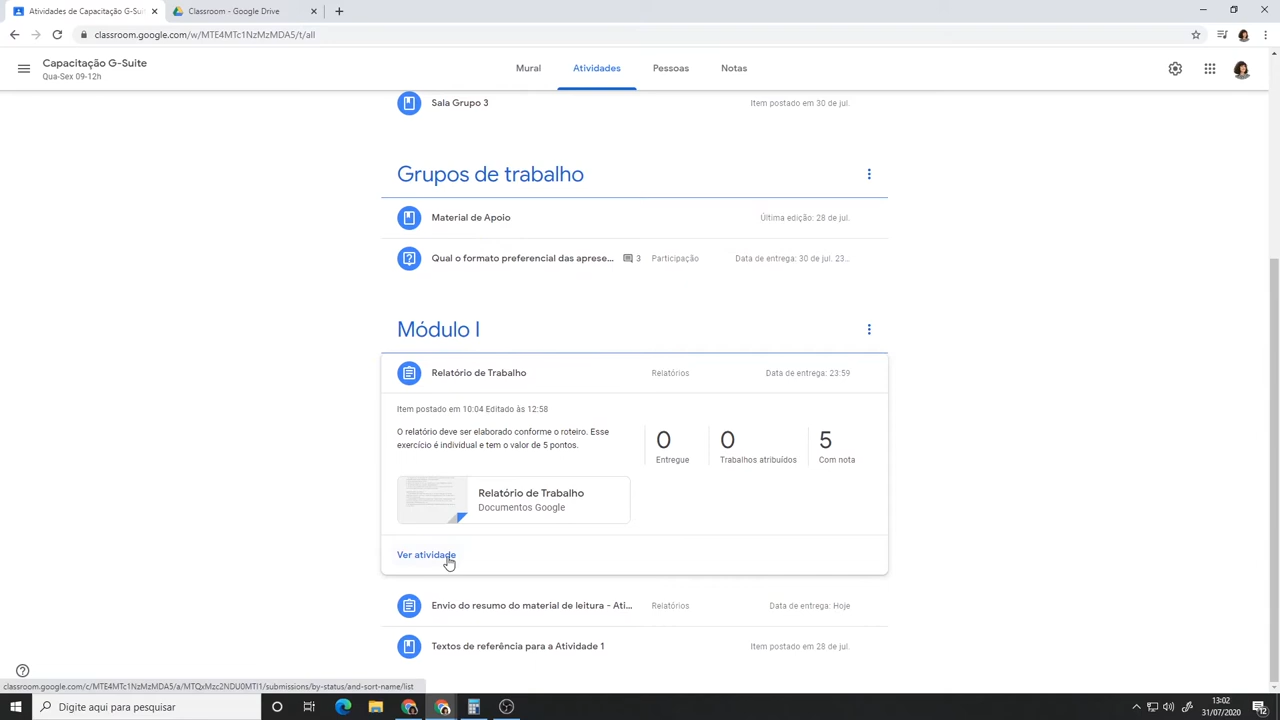 Atividades de Capacitação G-Suite
Classroom - Google Drive
classroom.google.com/w/MTE4MTc1NzMzMDA5/t/all
Capacitação G-Suite
Qua-Sex 09-12h
Mural
Atividades
Pessoas
Notas
Sala Grupo 3
Item postado em 30 de jul.
Grupos de trabalho
Material de Apoio
Última edição: 28 de jul.
Qual o formato preferencial das aprese...
3
Participação
Data de entrega: 30 de jul. 23...
Módulo I
Relatório de Trabalho
Relatórios
Data de entrega: 23:59
Item postado em 10:04 Editado às 12:58
O relatório deve ser elaborado conforme o roteiro. Esse
exercício é individual e tem o valor de 5 pontos.
0
Entregue
0
Trabalhos atribuídos
5
Com nota
Relatório de Trabalho
Documentos Google
Ver atividade
Envio do resumo do material de leitura - Ati...
Relatórios
Data de entrega: Hoje
Textos de referência para a Atividade 1
Item postado em 28 de jul.
classroom.google.com/c/MTE4MTc1NzMzMDA5/a/MTQxMzc2NDU0MTI1/submissions/by-status/and-sort-name/list
Digite aqui para pesquisar
13:02
31/07/2020
12